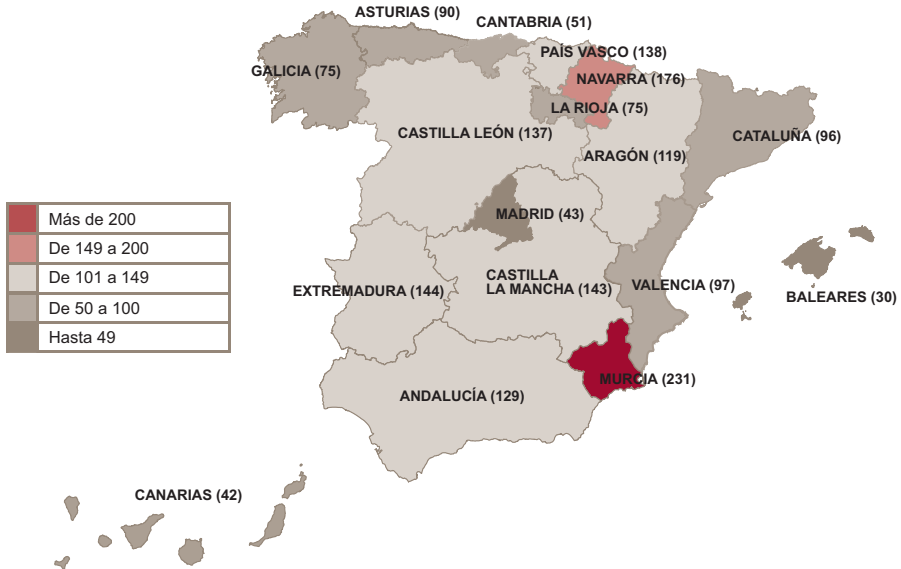 ASTURIAS (90)
CANTABRIA (51)
PAÍS VASCO (138)
GALICIA (75)
NAVARRA (176)
LA RIOJA (75)
CASTILLA LEÓN (137)
CATALUÑA (96)
ARAGÓN (119)
Más de 200
De 149 a 200
De 101 a 149
De 50 a 100
Hasta 49
MADRID (43)
CASTILLA
LA MANCHA (143)
VALENCIA (97)
EXTREMADURA (144)
BALEARES (30)
MURCIA (231)
ANDALUCÍA (129)
CANARIAS (42)